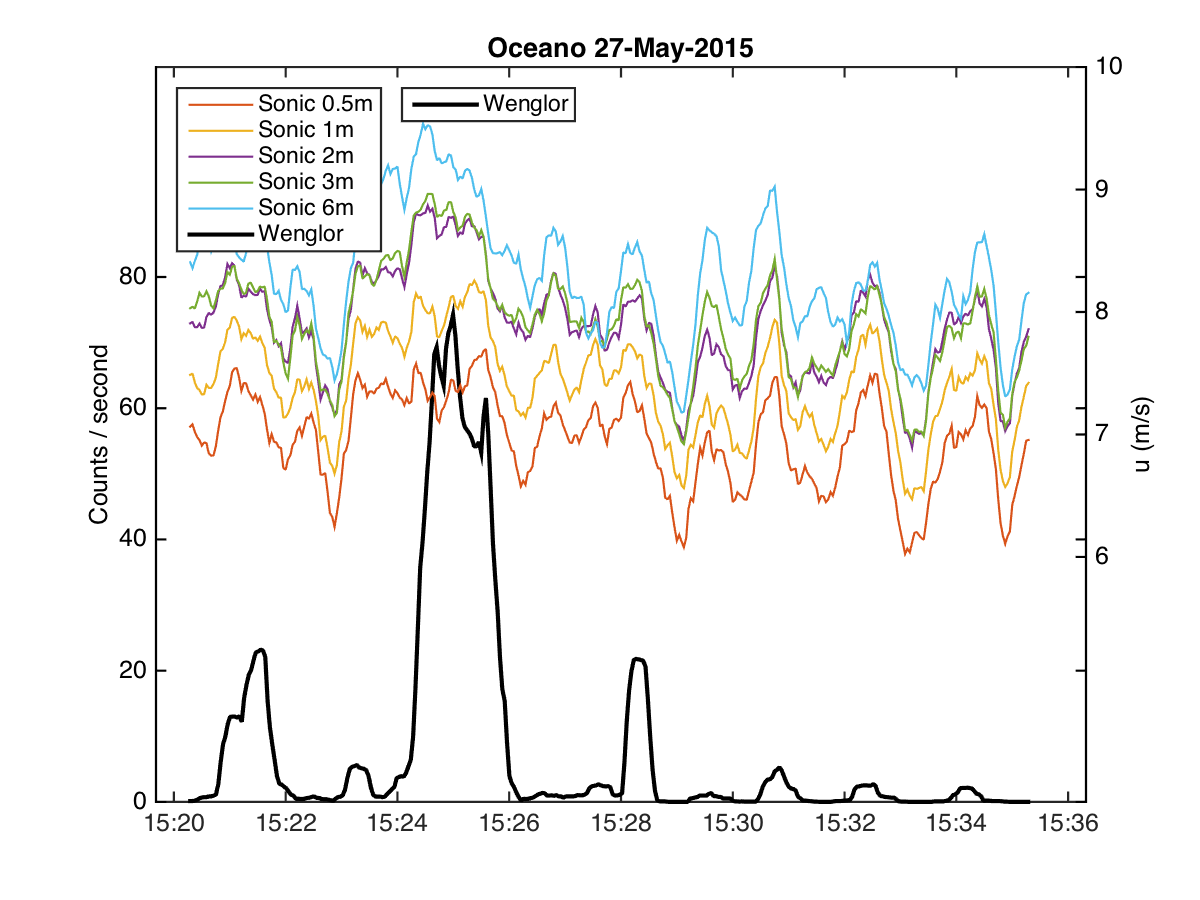 Oceano 27-May-2015
10
Sonic 0.5m
Sonic 1m
Sonic 2m
Sonic 3m
Sonic 6m
Wenglor
Wenglor
9
80
8
60
7
40
6
20
0
Counts / second
u (m/s)
15:20 15:22 15:24 15:26 15:28 15:30 15:32 15:34 15:36